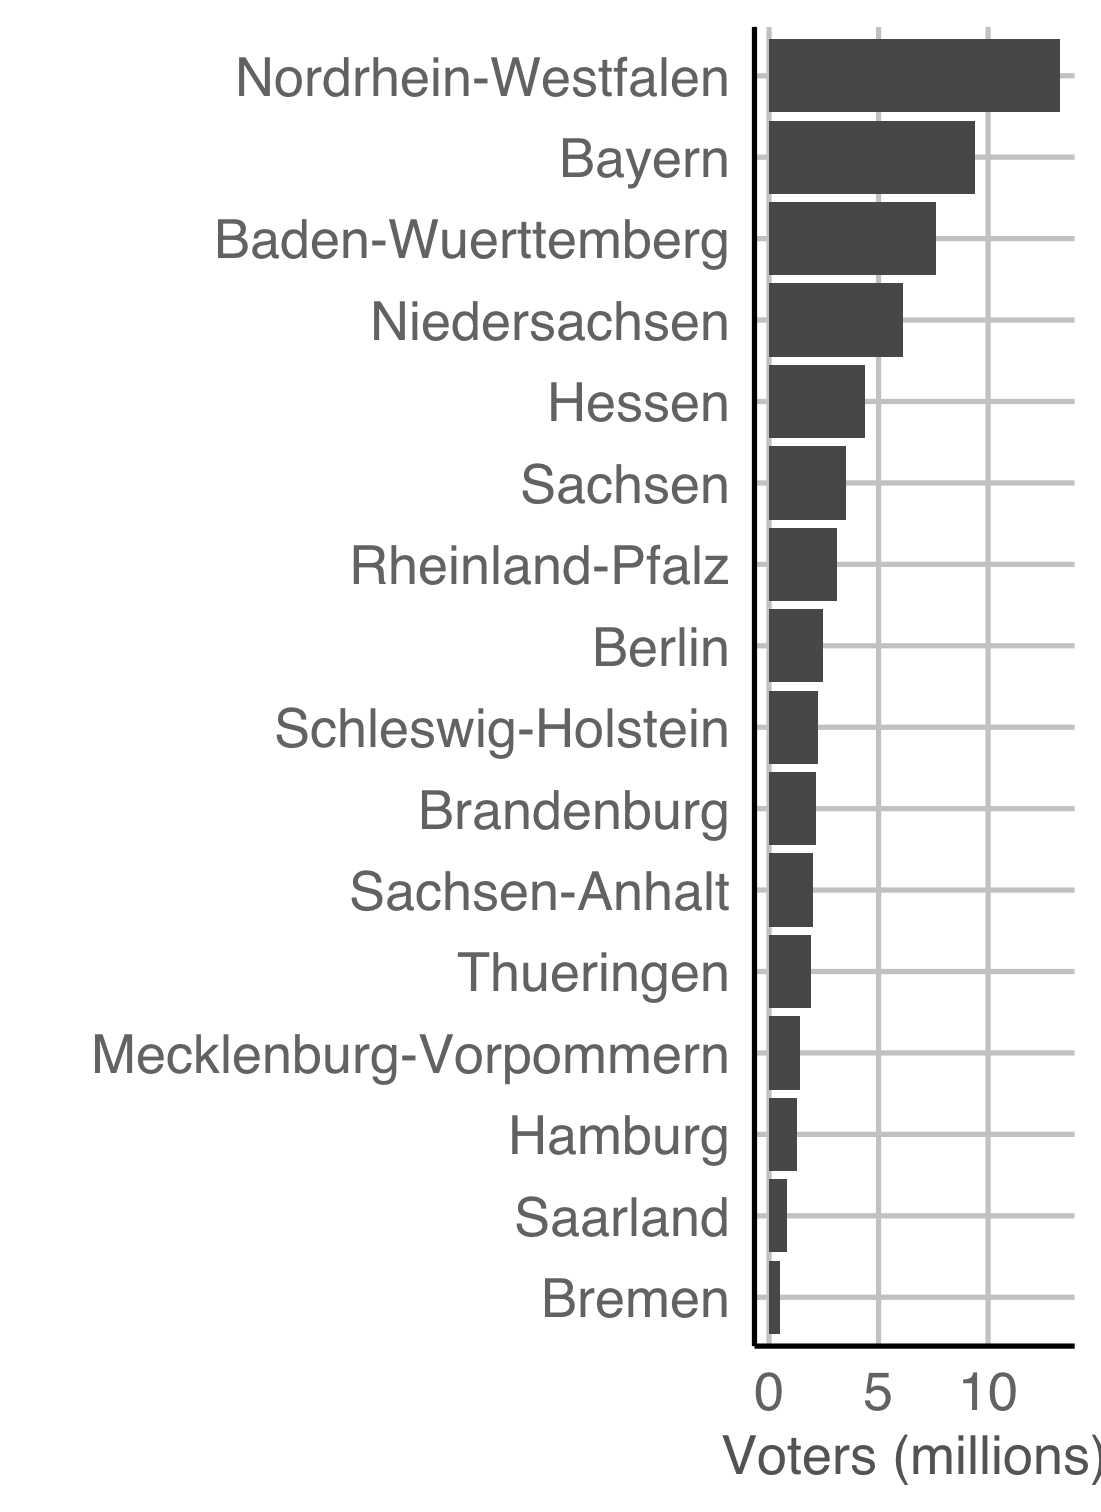 Nordrhein-Westfalen
Bayern
Baden-Wuerttemberg
Niedersachsen
Hessen
Sachsen
Rheinland-Pfalz
Berlin
Schleswig-Holstein
Brandenburg
Sachsen-Anhalt
Thueringen
Mecklenburg-Vorpommern
Hamburg
Saarland
Bremen
0 5 10
Voters (millions)